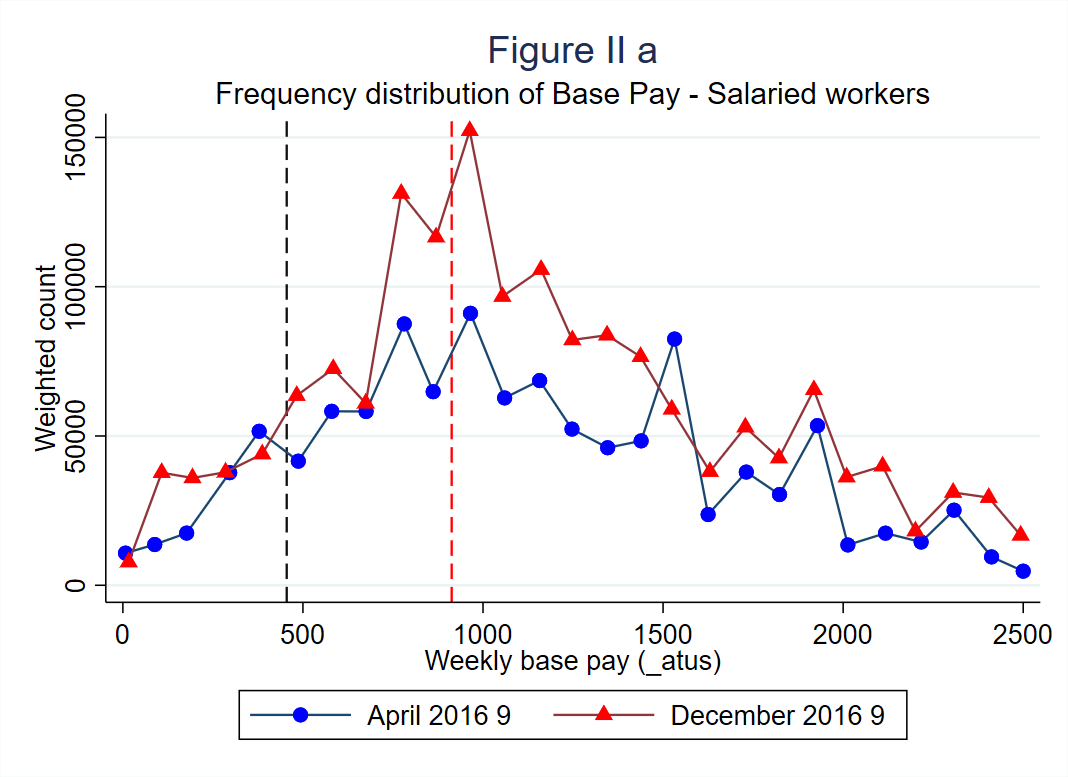 Figure II a
Frequency distribution of Base Pay - Salaried workers
150000
100000
50000
0
Weighted count
0 500 1000 1500 2000 2500
Weekly base pay (_atus)
April 2016 9 December 2016 9